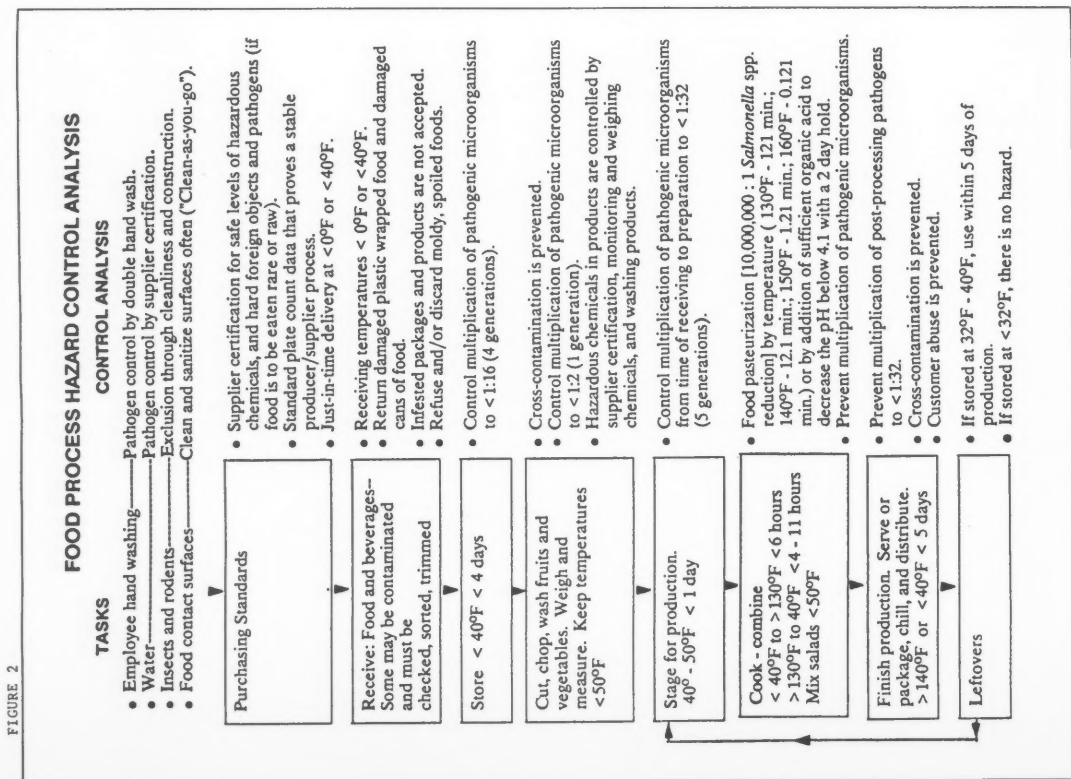 FIGURE 2
FOOD PROCESS HAZARD CONTROL ANALYSIS
TASKS
CONTROL ANALYSIS
• Employee hand washing--------Pathogen control by double hand wash.
• Water------------------------Pathogen control by supplier certification.
• Insects and rodents----------Exclusion through cleanliness and construction.
• Food contact surfaces--------Clean and sanitize surfaces often ("Clean-as-you-go").
Purchasing Standards
• Supplier certification for safe levels of hazardous
chemicals, and hard foreign objects and pathogens (if
food is to be eaten rare or raw).
• Standard plate count data that proves a stable
producer/supplier process.
• Just-in-time delivery at <0°F or <40°F.
Receive: Food and beverages--
Some may be contaminated
and must be
checked, sorted, trimmed
• Receiving temperatures < 0°F or <40°F.
• Return damaged plastic wrapped food and damaged
cans of food.
• Infested packages and products are not accepted.
• Refuse and/or discard moldy, spoiled foods.
Store < 40°F < 4 days
• Control multiplication of pathogenic microorganisms
to < 1:16 (4 generations).
Cut, chop, wash fruits and
vegetables. Weigh and
measure. Keep temperatures
<50°F
• Cross-contamination is prevented.
• Control multiplication of pathogenic microorganisms
to <1:2 (1 generation).
• Hazardous chemicals in products are controlled by
supplier certification, monitoring and weighing
chemicals, and washing products.
Stage for production.
40° - 50°F < 1 day
• Control multiplication of pathogenic microorganisms
from time of receiving to preparation to <1:32
(5 generations).
Cook - combine
< 40°F to >130°F <6 hours
>130°F to 40°F <4 - 11 hours
Mix salads <50°F
• Food pasteurization [10,000,000 : 1 Salmonella spp.
reduction] by temperature ( 130°F - 121 min.;
140°F - 12.1 min.; 150°F - 1.21 min.; 160°F - 0.121
min.) or by addition of sufficient organic acid to
decrease the pH below 4.1 with a 2 day hold.
• Prevent multiplication of pathogenic microorganisms.
Finish production. Serve or
package, chill, and distribute.
>140°F or <40°F < 5 days
• Prevent multiplication of post-processing pathogens
to <1:32.
• Cross-contamination is prevented.
• Customer abuse is prevented.
Leftovers
• If stored at 32°F - 40°F, use within 5 days of
production.
• If stored at <32°F, there is no hazard.